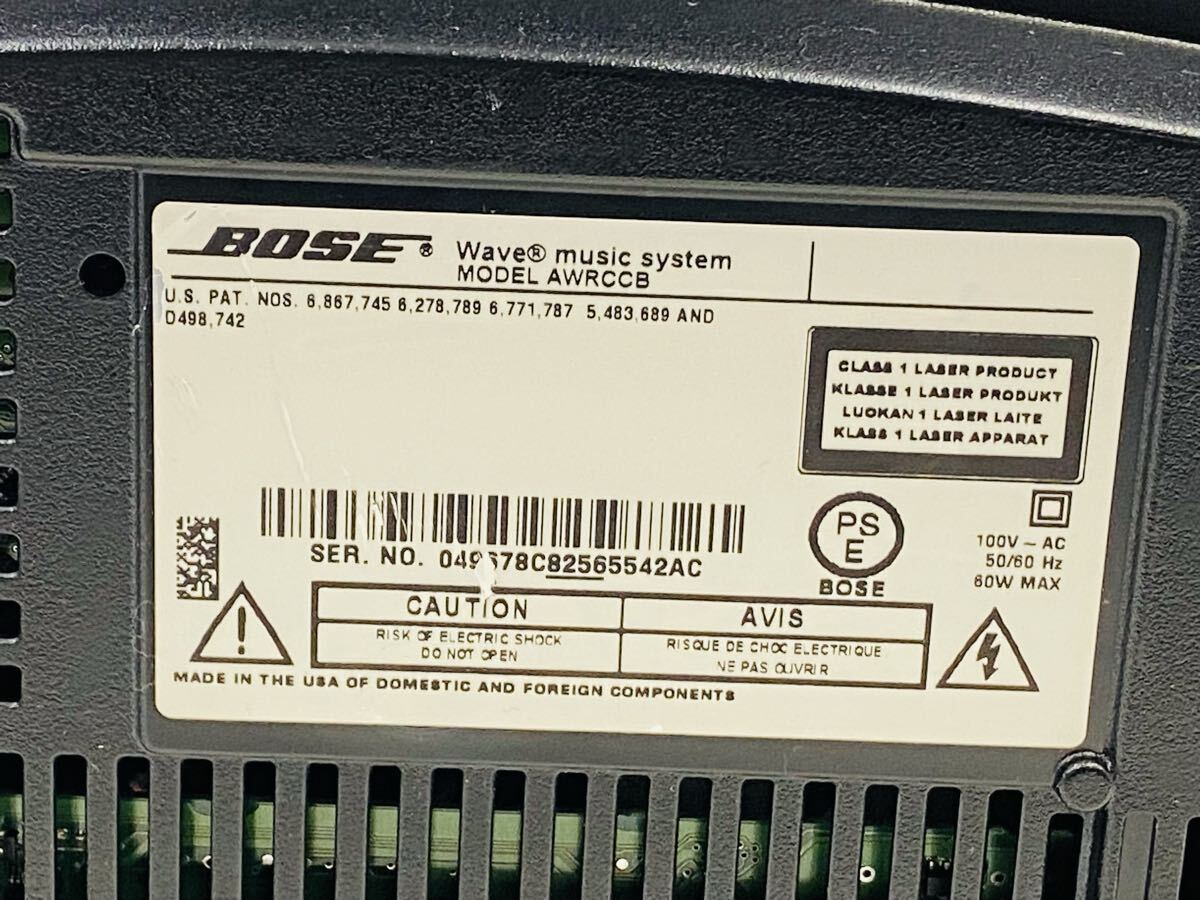 BOSE® Wave® music system
MODEL AWRCCB
U.S. PAT. NOS. 6,867,745 6,278,789 6,771,787 5,483,689 AND
D498,742
CLASS 1 LASER PRODUCT
KLASSE 1 LASER PRODUKT
LUOKAN 1 LASER LAITE
KLASS 1 LASER APPARAT
SER. NO. 049678C82565542AC
PS
E
BOSE
100V ~ AC
50/60 Hz
60W MAX
CAUTION
RISK OF ELECTRIC SHOCK
DO NOT OPEN
AVIS
RISQUE DE CHOC ELECTRIQUE
NE PAS OUVRIR
MADE IN THE USA OF DOMESTIC AND FOREIGN COMPONENTS